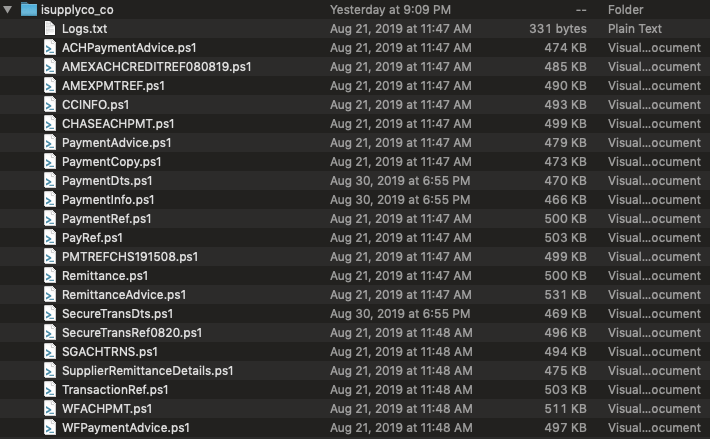 isupplyco_co Yesterday at 9:09 PM -- Folder
Logs.txt Aug 21, 2019 at 11:47 AM 331 bytes Plain Text
ACHPaymentAdvice.ps1 Aug 21, 2019 at 11:47 AM 474 KB Visual...ocument
AMEXACHCREDITREF080819.ps1 Aug 21, 2019 at 11:47 AM 485 KB Visual...ocument
AMEXPMTREF.ps1 Aug 21, 2019 at 11:47 AM 490 KB Visual...ocument
CCINFO.ps1 Aug 21, 2019 at 11:47 AM 493 KB Visual...ocument
CHASEACHPMT.ps1 Aug 21, 2019 at 11:47 AM 499 KB Visual...ocument
PaymentAdvice.ps1 Aug 21, 2019 at 11:47 AM 479 KB Visual...ocument
PaymentCopy.ps1 Aug 21, 2019 at 11:47 AM 473 KB Visual...ocument
PaymentDts.ps1 Aug 30, 2019 at 6:55 PM 470 KB Visual...ocument
PaymentInfo.ps1 Aug 30, 2019 at 6:55 PM 466 KB Visual...ocument
PaymentRef.ps1 Aug 21, 2019 at 11:47 AM 500 KB Visual...ocument
PayRef.ps1 Aug 21, 2019 at 11:47 AM 503 KB Visual...ocument
PMTREFCHS191508.ps1 Aug 21, 2019 at 11:47 AM 499 KB Visual...ocument
Remittance.ps1 Aug 21, 2019 at 11:47 AM 500 KB Visual...ocument
RemittanceAdvice.ps1 Aug 21, 2019 at 11:47 AM 531 KB Visual...ocument
SecureTransDts.ps1 Aug 30, 2019 at 6:55 PM 469 KB Visual...ocument
SecureTransRef0820.ps1 Aug 21, 2019 at 11:48 AM 496 KB Visual...ocument
SGACHTRNS.ps1 Aug 21, 2019 at 11:48 AM 494 KB Visual...ocument
SupplierRemittanceDetails.ps1 Aug 21, 2019 at 11:48 AM 475 KB Visual...ocument
TransactionRef.ps1 Aug 21, 2019 at 11:48 AM 503 KB Visual...ocument
WFACHPMT.ps1 Aug 21, 2019 at 11:48 AM 511 KB Visual...ocument
WFPaymentAdvice.ps1 Aug 21, 2019 at 11:48 AM 497 KB Visual...ocument